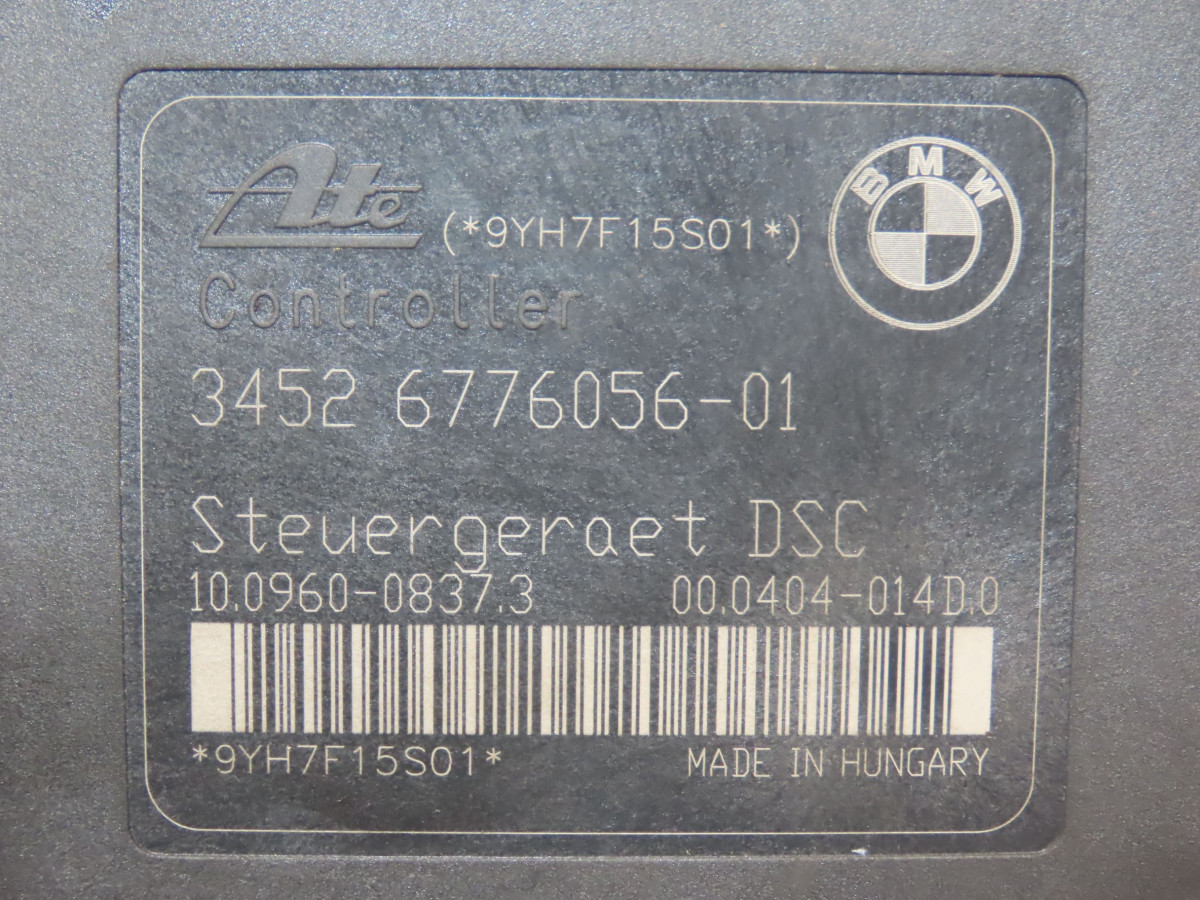 Ate (*9YH7F15S01*)
BMW
Controller
3452 6776056-01
Steuergeraet DSC
10.0960-0837.3 00.0404-014D.0
*9YH7F15S01* MADE IN HUNGARY